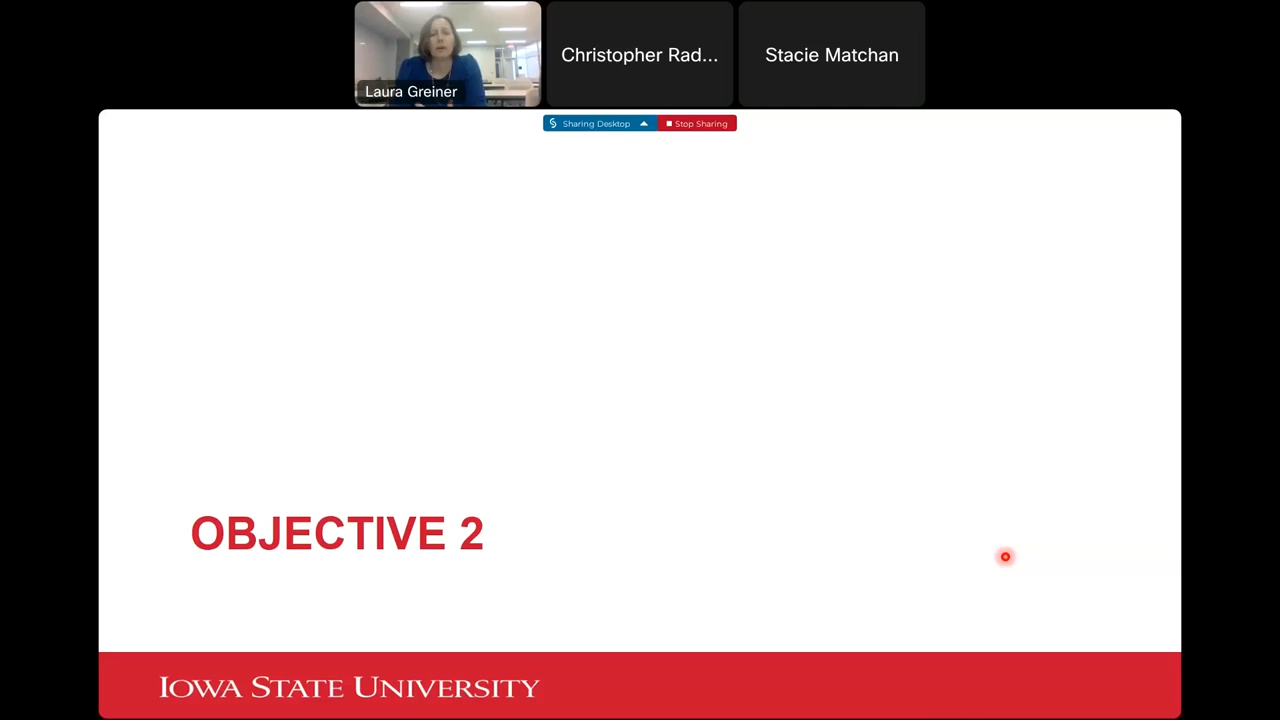 Laura Greiner
Christopher Rad...
Stacie Matchan
Sharing Desktop
Stop Sharing
OBJECTIVE 2
IOWA STATE UNIVERSITY